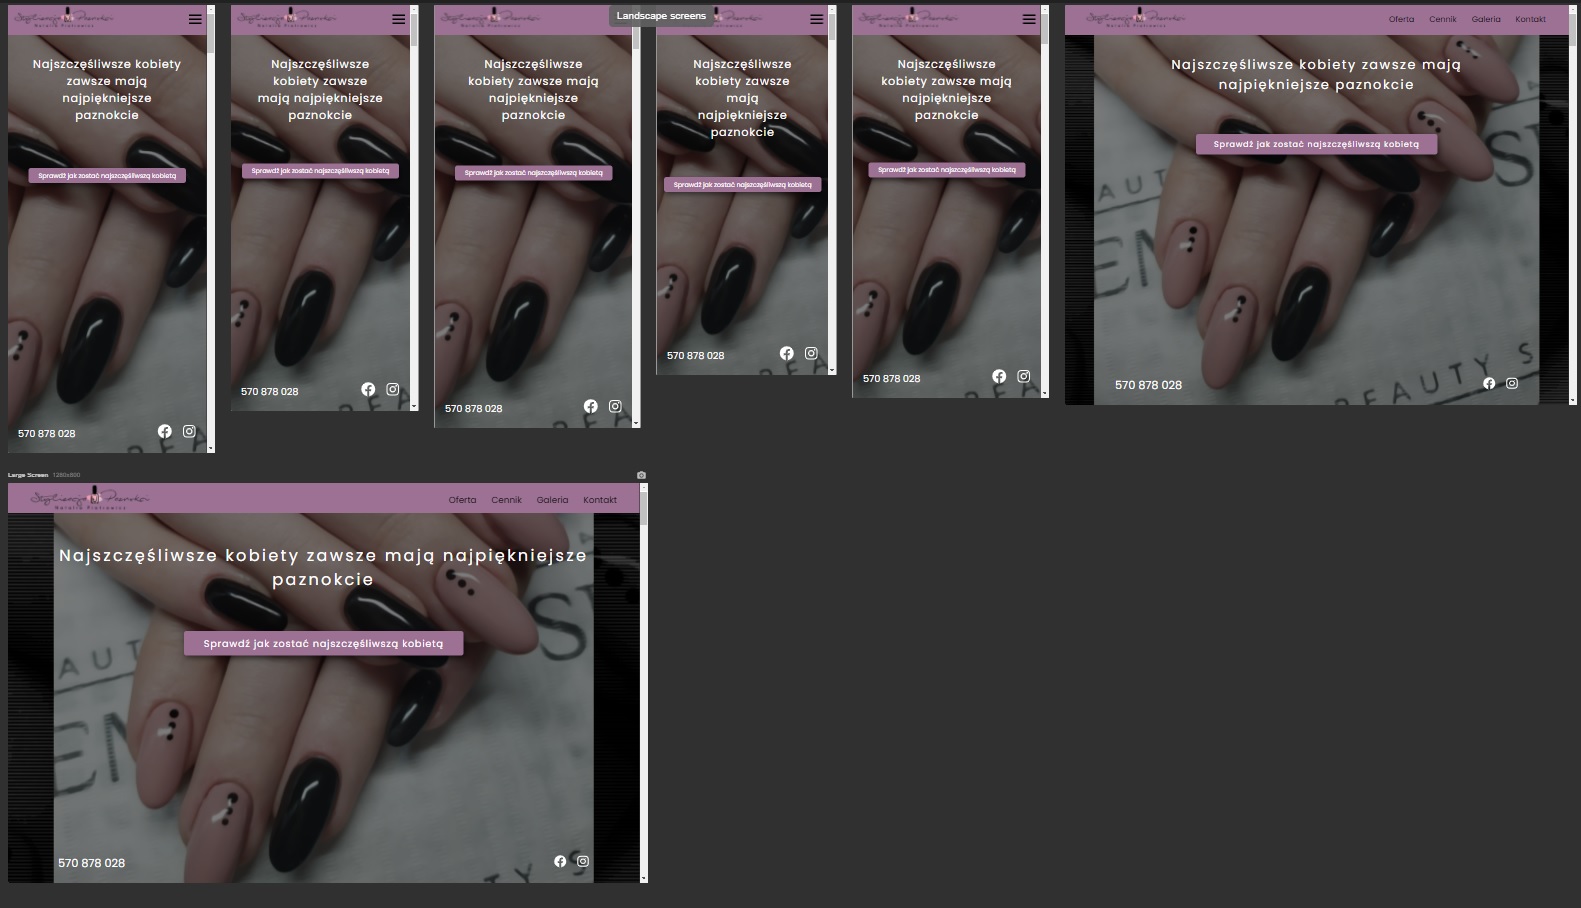 Landscape screens
Najszczęśliwsze kobiety
zawsze mają
najpiękniejsze
paznokcie
Sprawdź jak zostać najszczęśliwszą kobietą
570 878 028
Najszczęśliwsze
kobiety zawsze
mają najpiękniejsze
paznokcie
Sprawdź jak zostać najszczęśliwszą kobietą
570 878 028
Najszczęśliwsze
kobiety zawsze mają
najpiękniejsze
paznokcie
Sprawdź jak zostać najszczęśliwszą kobietą
570 878 028
Najszczęśliwsze
kobiety zawsze
mają
najpiękniejsze
paznokcie
Sprawdź jak zostać najszczęśliwszą kobietą
570 878 028
Najszczęśliwsze
kobiety zawsze mają
najpiękniejsze
paznokcie
Sprawdź jak zostać najszczęśliwszą kobietą
570 878 028
Oferta Cennik Galeria Kontakt
Najszczęśliwsze kobiety zawsze mają
najpiękniejsze paznokcie
Sprawdź jak zostać najszczęśliwszą kobietą
BEAUTY S
570 878 028
Large Screen 1280x800
Oferta Cennik Galeria Kontakt
Najszczęśliwsze kobiety zawsze mają najpiękniejsze
paznokcie
Sprawdź jak zostać najszczęśliwszą kobietą
570 878 028